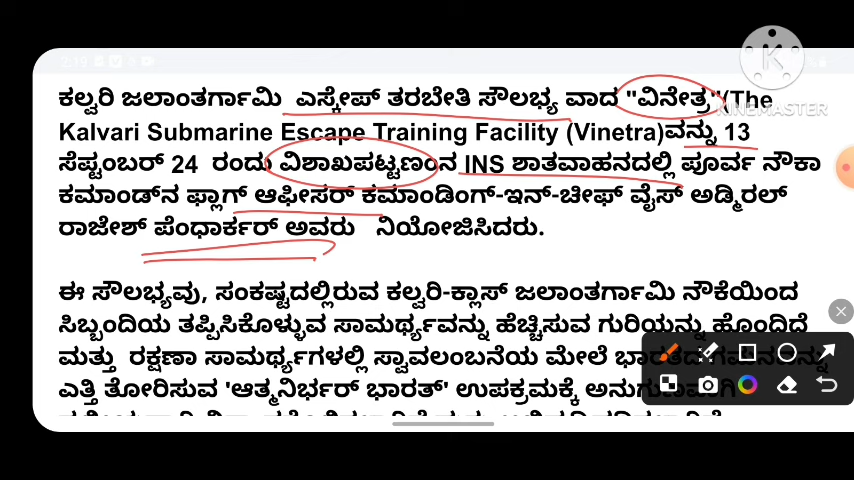 2:19
KINEMASTER
ಕಲ್ವರಿ ಜಲಾಂತರ್ಗಾಮಿ ಎಸ್ಕೇಪ್ ತರಬೇತಿ ಸೌಲಭ್ಯ ವಾದ "ವಿನೇತ್ರ"(The
Kalvari Submarine Escape Training Facility (Vinetra)ವನ್ನು 13
ಸೆಪ್ಟಂಬರ್ 24 ರಂದು ವಿಶಾಖಪಟ್ಟಣಂನ INS ಶಾತವಾಹನದಲ್ಲಿ ಪೂರ್ವ ನೌಕಾ
ಕಮಾಂಡ್‌ನ ಫ್ಲಾಗ್ ಆಫೀಸರ್ ಕಮಾಂಡಿಂಗ್-ಇನ್-ಚೀಫ್ ವೈಸ್ ಅಡ್ಮಿರಲ್
ರಾಜೇಶ್ ಪೆಂಧಾರ್ಕರ್ ಅವರು ನಿಯೋಜಿಸಿದರು.
ಈ ಸೌಲಭ್ಯವು, ಸಂಕಷ್ಟದಲ್ಲಿರುವ ಕಲ್ವರಿ-ಕ್ಲಾಸ್ ಜಲಾಂತರ್ಗಾಮಿ ನೌಕೆಯಿಂದ
ಸಿಬ್ಬಂದಿಯ ತಪ್ಪಿಸಿಕೊಳ್ಳುವ ಸಾಮರ್ಥ್ಯವನ್ನು ಹೆಚ್ಚಿಸುವ ಗುರಿಯನ್ನು ಹೊಂದಿದೆ
ಮತ್ತು ರಕ್ಷಣಾ ಸಾಮರ್ಥ್ಯಗಳಲ್ಲಿ ಸ್ವಾವಲಂಬನೆಯ ಮೇಲೆ
ಎತ್ತಿ ತೋರಿಸುವ 'ಆತ್ಮನಿರ್ಭರ್ ಭಾರತ್' ಉಪಕ್ರಮಕ್ಕೆ